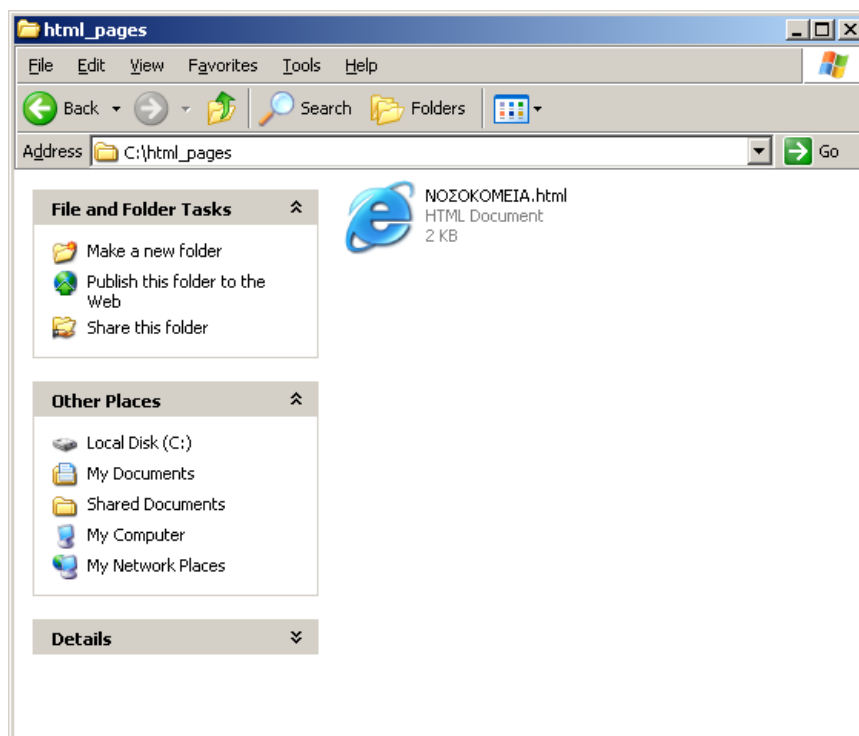 html_pages
File Edit View Favorites Tools Help
Back Search Folders
Address C:\html_pages Go
File and Folder Tasks
Make a new folder
Publish this folder to the
Web
Share this folder
Other Places
Local Disk (C:)
My Documents
Shared Documents
My Computer
My Network Places
Details
ΝΟΣΟΚΟΜΕΙΑ.html
HTML Document
2 KB